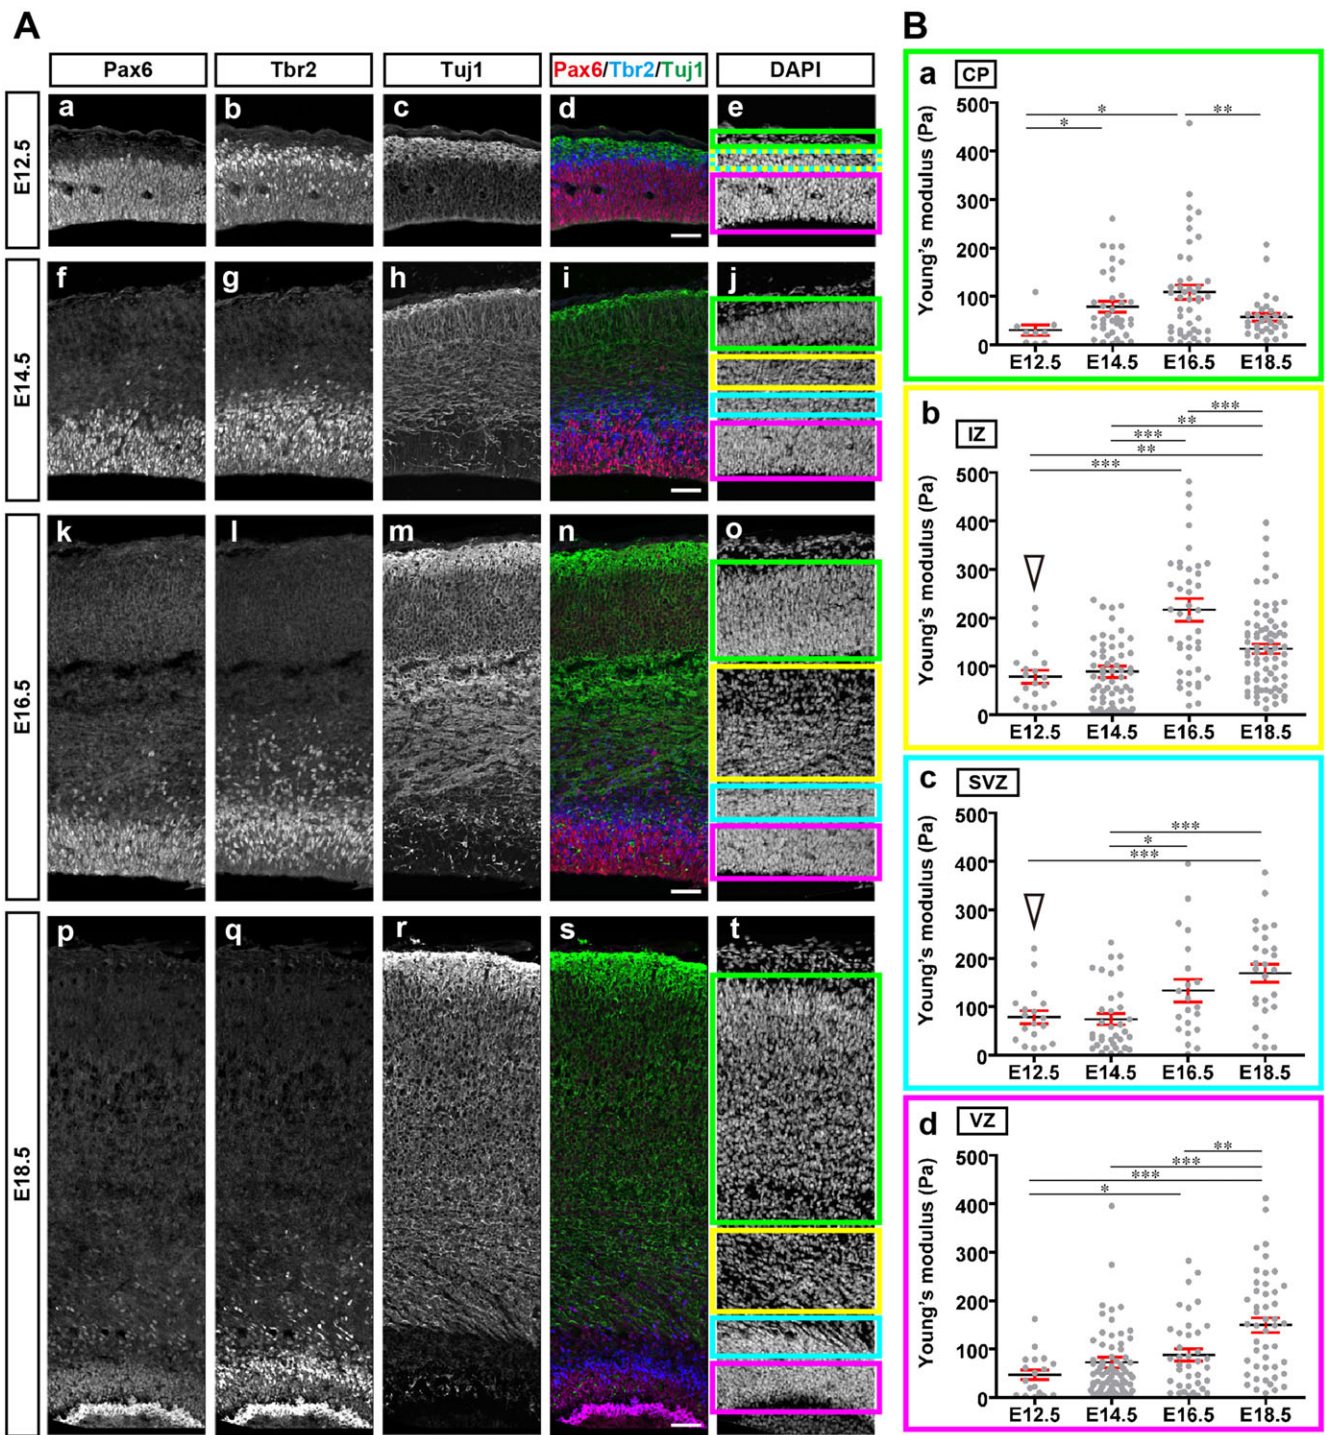 A
Pax6 Tbr2 Tuj1 Pax6/Tbr2/Tuj1 DAPI
E12.5
a b c d e
E14.5
f g h i j
E16.5
k l m n o
E18.5
p q r s t
B
a CP
Young's modulus (Pa)
500
400
300
200
100
0
* * **
E12.5 E14.5 E16.5 E18.5
b IZ
Young's modulus (Pa)
500
400
300
200
100
0
***
**
***
**
***
E12.5 E14.5 E16.5 E18.5
c SVZ
Young's modulus (Pa)
500
400
300
200
100
0
***
*
***
E12.5 E14.5 E16.5 E18.5
d VZ
Young's modulus (Pa)
500
400
300
200
100
0
**
***
***
*
E12.5 E14.5 E16.5 E18.5